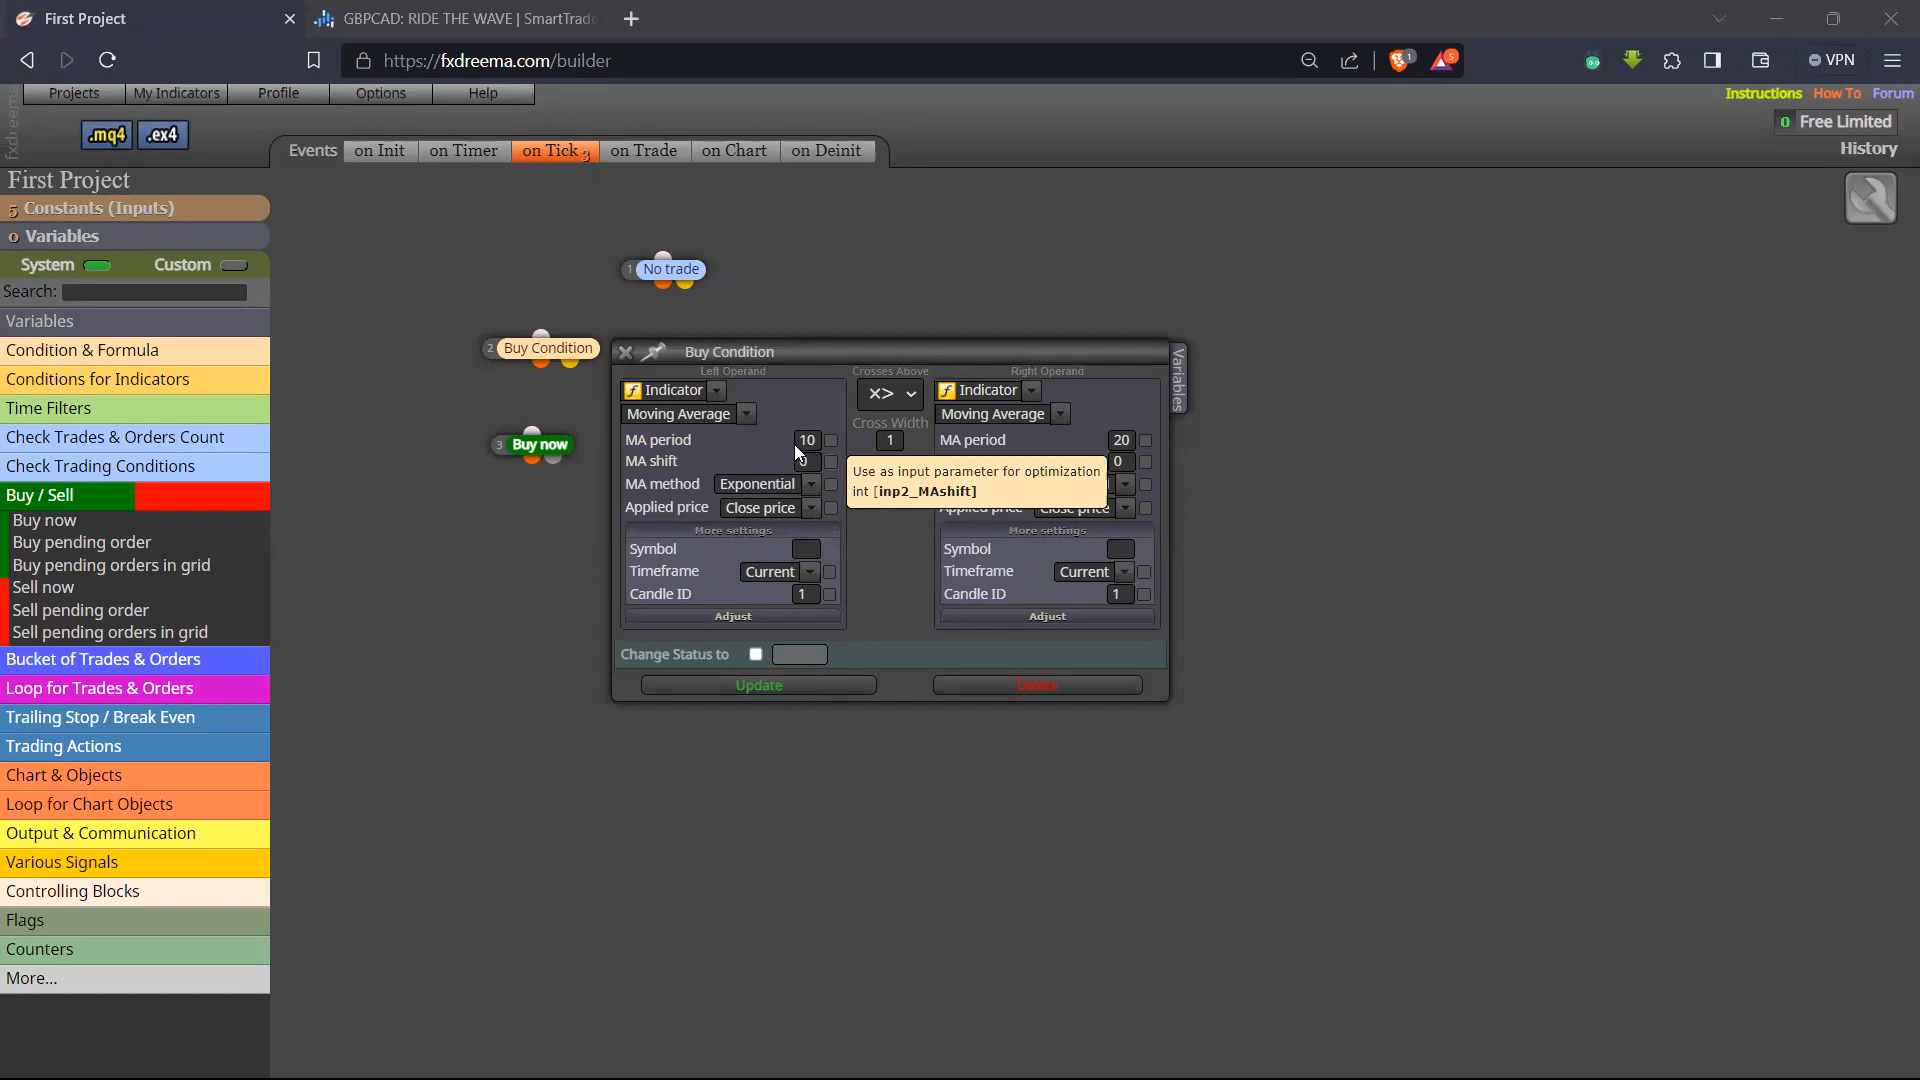 First Project
GBPCAD: RIDE THE WAVE | SmartTrade
https://fxdreema.com/builder
1
5
VPN
fxdreema
Projects
My Indicators
Profile
Options
Help
Instructions
How To
Forum
.mq4
.ex4
0 Free Limited
History
Events
on Init
on Timer
on Tick 3
on Trade
on Chart
on Deinit
First Project
5 Constants (Inputs)
0 Variables
System
Custom
Search:
Variables
Condition & Formula
Conditions for Indicators
Time Filters
Check Trades & Orders Count
Check Trading Conditions
Buy / Sell
Buy now
Buy pending order
Buy pending orders in grid
Sell now
Sell pending order
Sell pending orders in grid
Bucket of Trades & Orders
Loop for Trades & Orders
Trailing Stop / Break Even
Trading Actions
Chart & Objects
Loop for Chart Objects
Output & Communication
Various Signals
Controlling Blocks
Flags
Counters
More...
1 No trade
2 Buy Condition
3 Buy now
Buy Condition
Variables
Left Operand
Indicator
Moving Average
MA period 10
MA shift 0
MA method Exponential
Applied price Close price
More settings
Symbol
Timeframe Current
Candle ID 1
Adjust
Crosses Above
×>
Cross Width
1
Right Operand
Indicator
Moving Average
MA period 20
0
Use as input parameter for optimization
int [inp2_MAshift]
Applied price Close price
More settings
Symbol
Timeframe Current
Candle ID 1
Adjust
Change Status to
Update
Delete